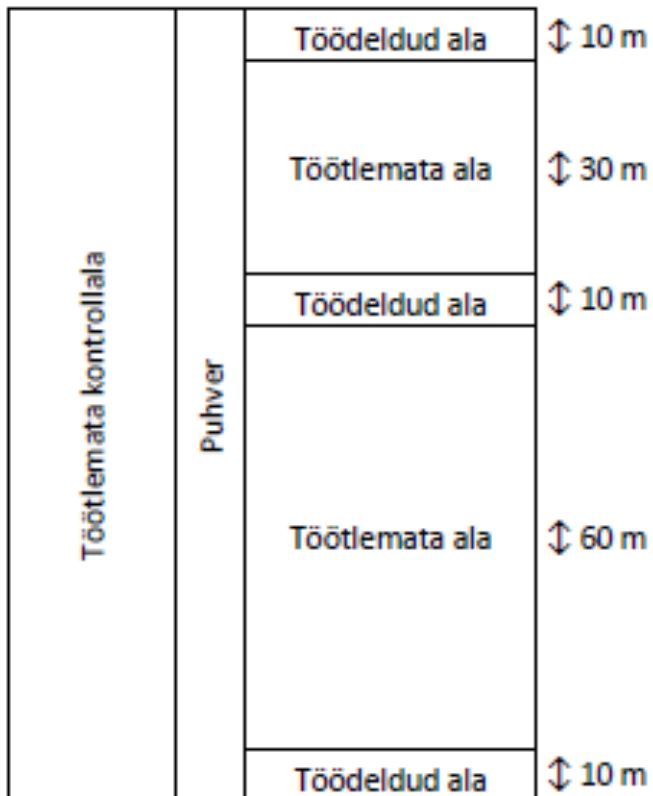 Töödeldud ala
↕ 10 m
Töötlemata ala
↕ 30 m
Töödeldud ala
↕ 10 m
Töötlemata ala
↕ 60 m
Töödeldud ala
↕ 10 m
Töötlemata kontrollala
Puhver